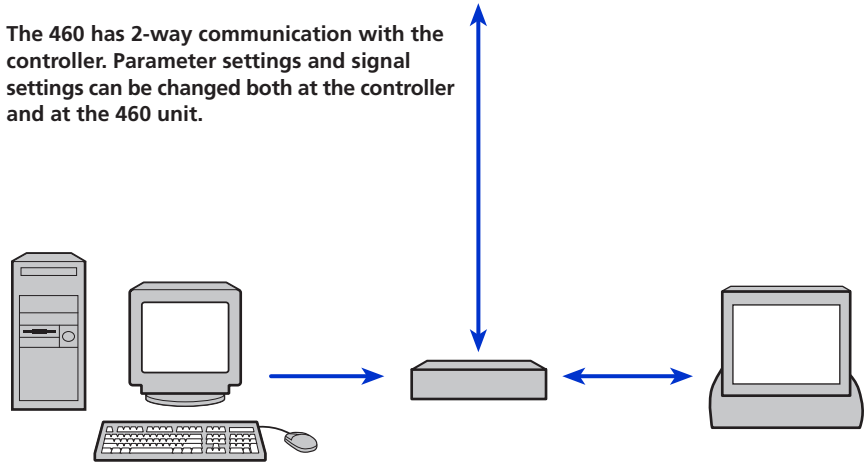 The 460 has 2-way communication with the
controller. Parameter settings and signal
settings can be changed both at the controller
and at the 460 unit.